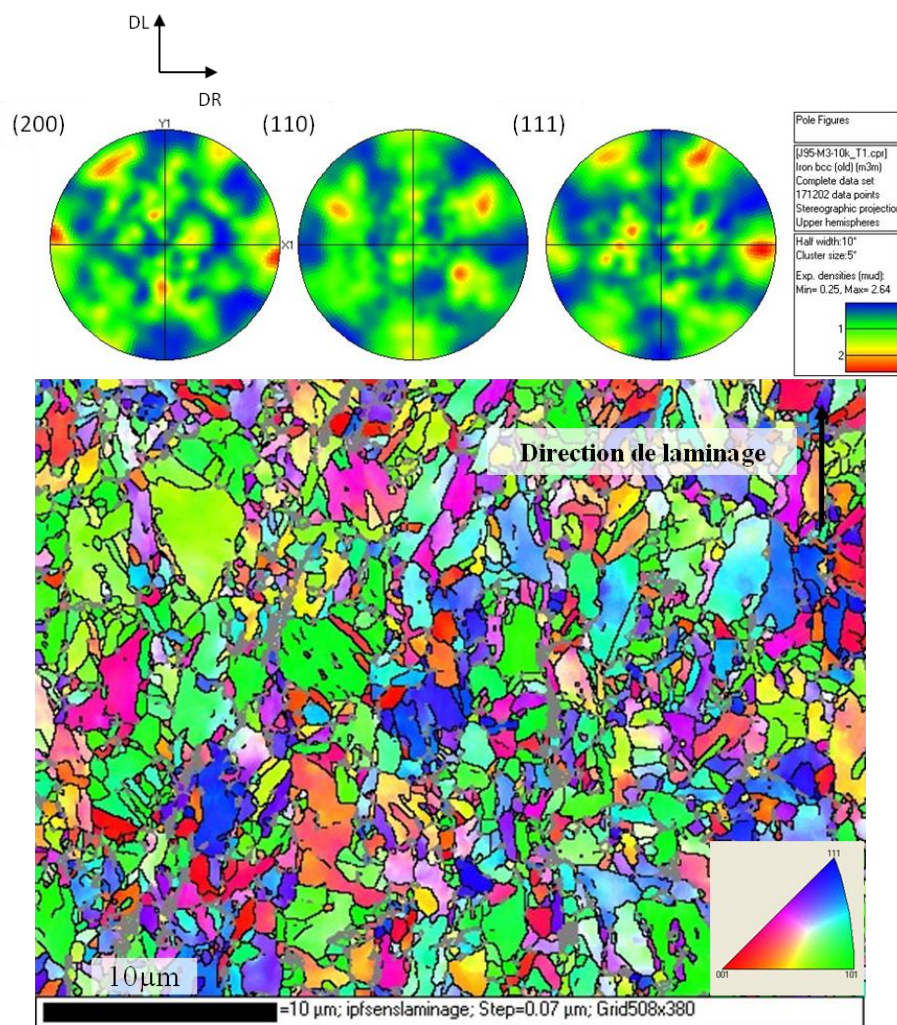 DL
DR
(200)
(110)
(111)
Y1
X1
Pole Figures
[J95-M3-10k_T1.cpr]
Iron bcc (old) (m3m)
Complete data set
171202 data points
Stereographic projection
Upper hemispheres
Half width:10°
Cluster size:5°
Exp. densities (mud):
Min= 0.25, Max= 2.64
1
2
Direction de laminage
111
001
101
10µm
=10 µm; ipfsenslaminage; Step=0.07 µm; Grid508x380